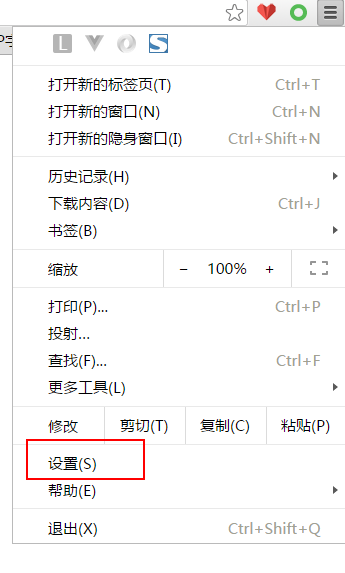 P字
L V S
打开新的标签页(T) Ctrl+T
打开新的窗口(N) Ctrl+N
打开新的隐身窗口(I) Ctrl+Shift+N
历史记录(H)
下载内容(D) Ctrl+J
书签(B)
缩放 − 100% +
打印(P)... Ctrl+P
投射...
查找(F)... Ctrl+F
更多工具(L)
修改 剪切(T) 复制(C) 粘贴(P)
设置(S)
帮助(E)
退出(X) Ctrl+Shift+Q